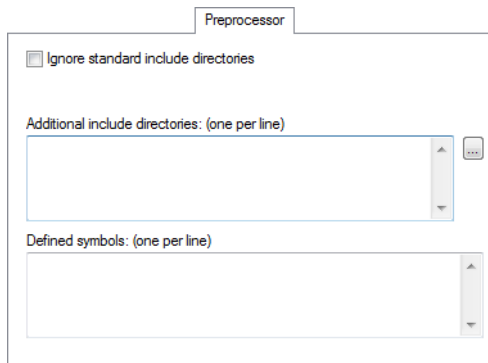 Preprocessor
Ignore standard include directories
Additional include directories: (one per line)
...
Defined symbols: (one per line)